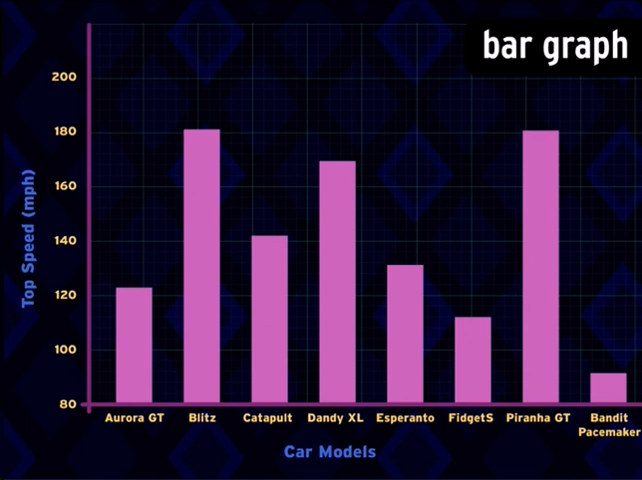 bar graph
Top Speed (mph)
200
180
160
140
120
100
80
Aurora GT
Blitz
Catapult
Dandy XL
Esperanto
FidgetS
Piranha GT
Bandit
Pacemaker
Car Models